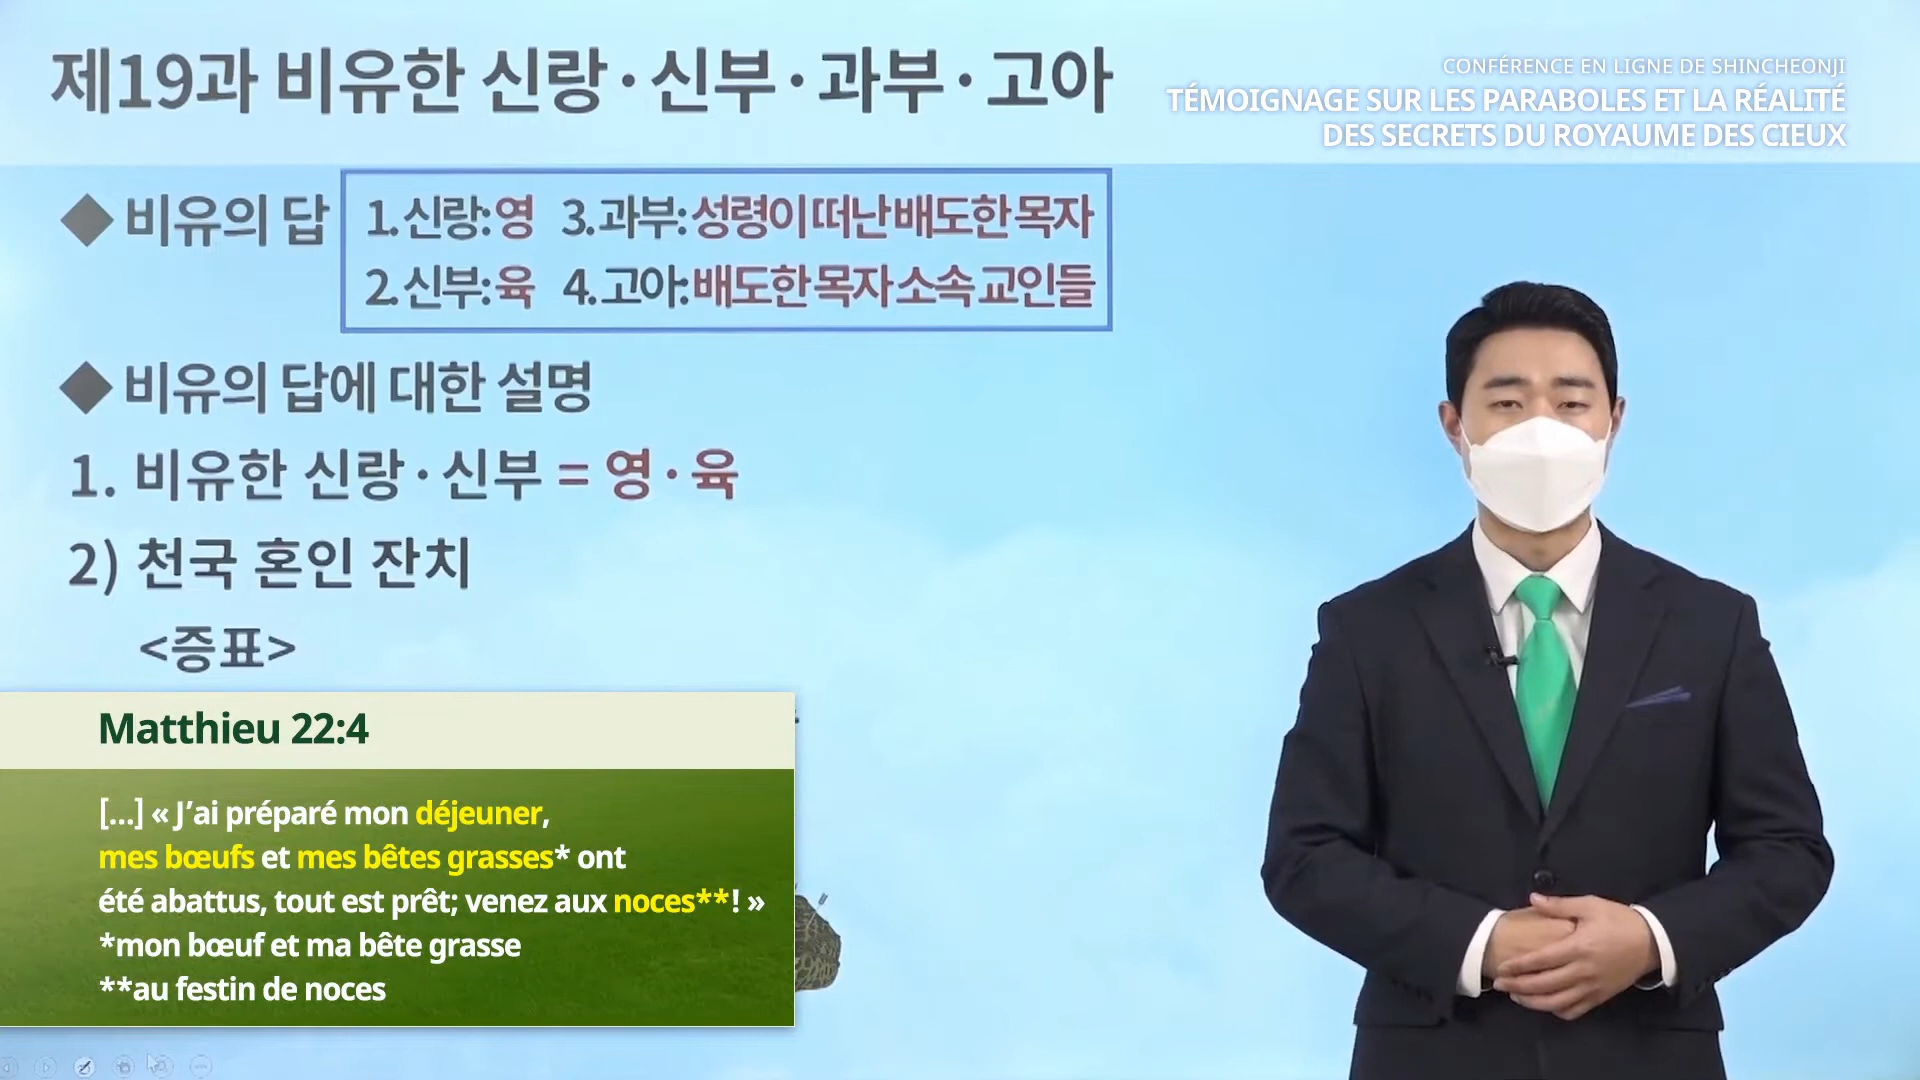 제19과 비유한 신랑·신부·과부·고아
CONFÉRENCE EN LIGNE DE SHINCHEONJI
TÉMOIGNAGE SUR LES PARABOLES ET LA RÉALITÉ
DES SECRETS DU ROYAUME DES CIEUX
◆ 비유의 답
1. 신랑: 영 3. 과부: 성령이 떠난 배도한 목자
2. 신부: 육 4. 고아: 배도한 목자 소속 교인들
◆ 비유의 답에 대한 설명
1. 비유한 신랑·신부 = 영·육
2) 천국 혼인 잔치
<증표>
Matthieu 22:4
[...] « J’ai préparé mon déjeuner,
mes bœufs et mes bêtes grasses* ont
été abattus, tout est prêt; venez aux noces**! »
*mon bœuf et ma bête grasse
**au festin de noces